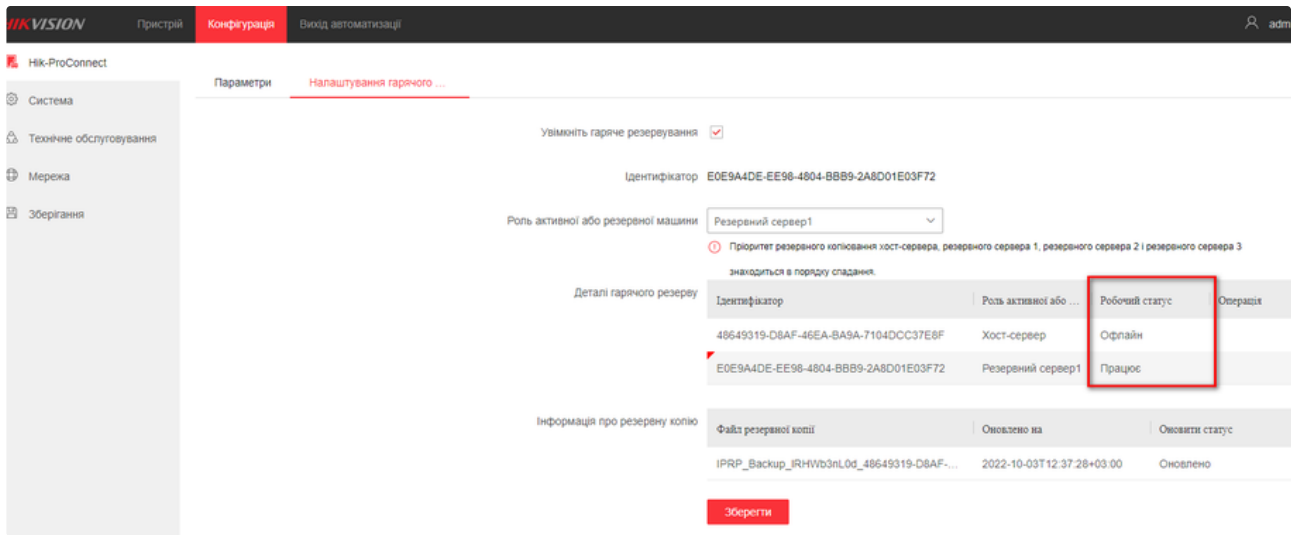 HIKVISION Пристрій Конфігурація Вихід автоматизації adm
Hik-ProConnect
Система
Технічне обслуговування
Мережа
Зберігання
Параметри Налаштування гарячого ...
Увімкніть гаряче резервування
Ідентифікатор E0E9A4DE-EE98-4804-BBB9-2A8D01E03F72
Роль активної або резервної машини Резервний сервер1
Пріоритет резервного копіювання хост-сервера, резервного сервера 1, резервного сервера 2 і резервного сервера 3
знаходиться в порядку спадання.
Деталі гарячого резерву
Ідентифікатор Роль активної або ... Робочий статус Операція
48649319-D8AF-46EA-BA9A-7104DCC37E8F Хост-сервер Офлайн
E0E9A4DE-EE98-4804-BBB9-2A8D01E03F72 Резервний сервер1 Працює
Інформація про резервну копію
Файл резервної копії Оновлено на Оновити статус
IPRP_Backup_IRHWb3nL0d_48649319-D8AF-... 2022-10-03T12:37:28+03:00 Оновлено
Зберегти